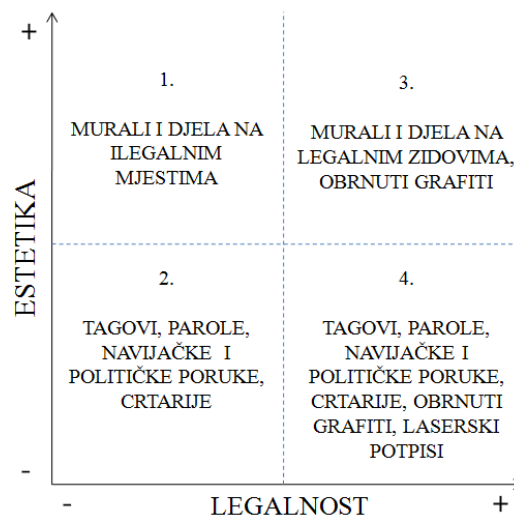 +
1.
MURALI I DJELA NA
ILEGALNIM
MJESTIMA
3.
MURALI I DJELA NA
LEGALNIM ZIDOVIMA,
OBRNUTI GRAFITI
ESTETIKA
2.
TAGOVI, PAROLE,
NAVIJAČKE I
POLITIČKE PORUKE,
CRTARIJE
4.
TAGOVI, PAROLE,
NAVIJAČKE I
POLITIČKE PORUKE,
CRTARIJE, OBRNUTI
GRAFITI, LASERSKI
POTPISI
-
-
LEGALNOST
+